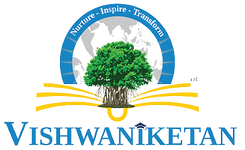 Nurture - Inspire - Transform
VISHWANIKETAN